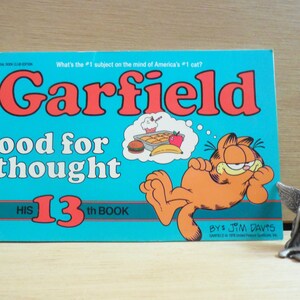 What's the #1 subject on the mind of America's #1 cat?
Garfield
ood for
thought
HIS 13th BOOK
BY: JIM DAVIS